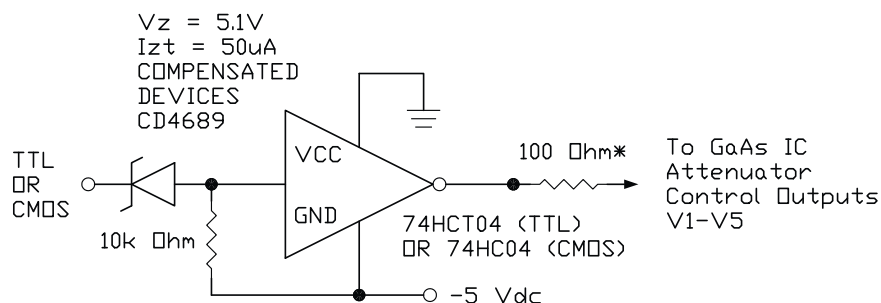 Vz = 5.1V
Izt = 50uA
COMPENSATED
DEVICES
CD4689
TTL
OR
CMOS
VCC
GND
10k Ohm
100 Ohm*
To GaAs IC
Attenuator
Control Outputs
V1-V5
74HCT04 (TTL)
OR 74HC04 (CMOS)
-5 Vdc